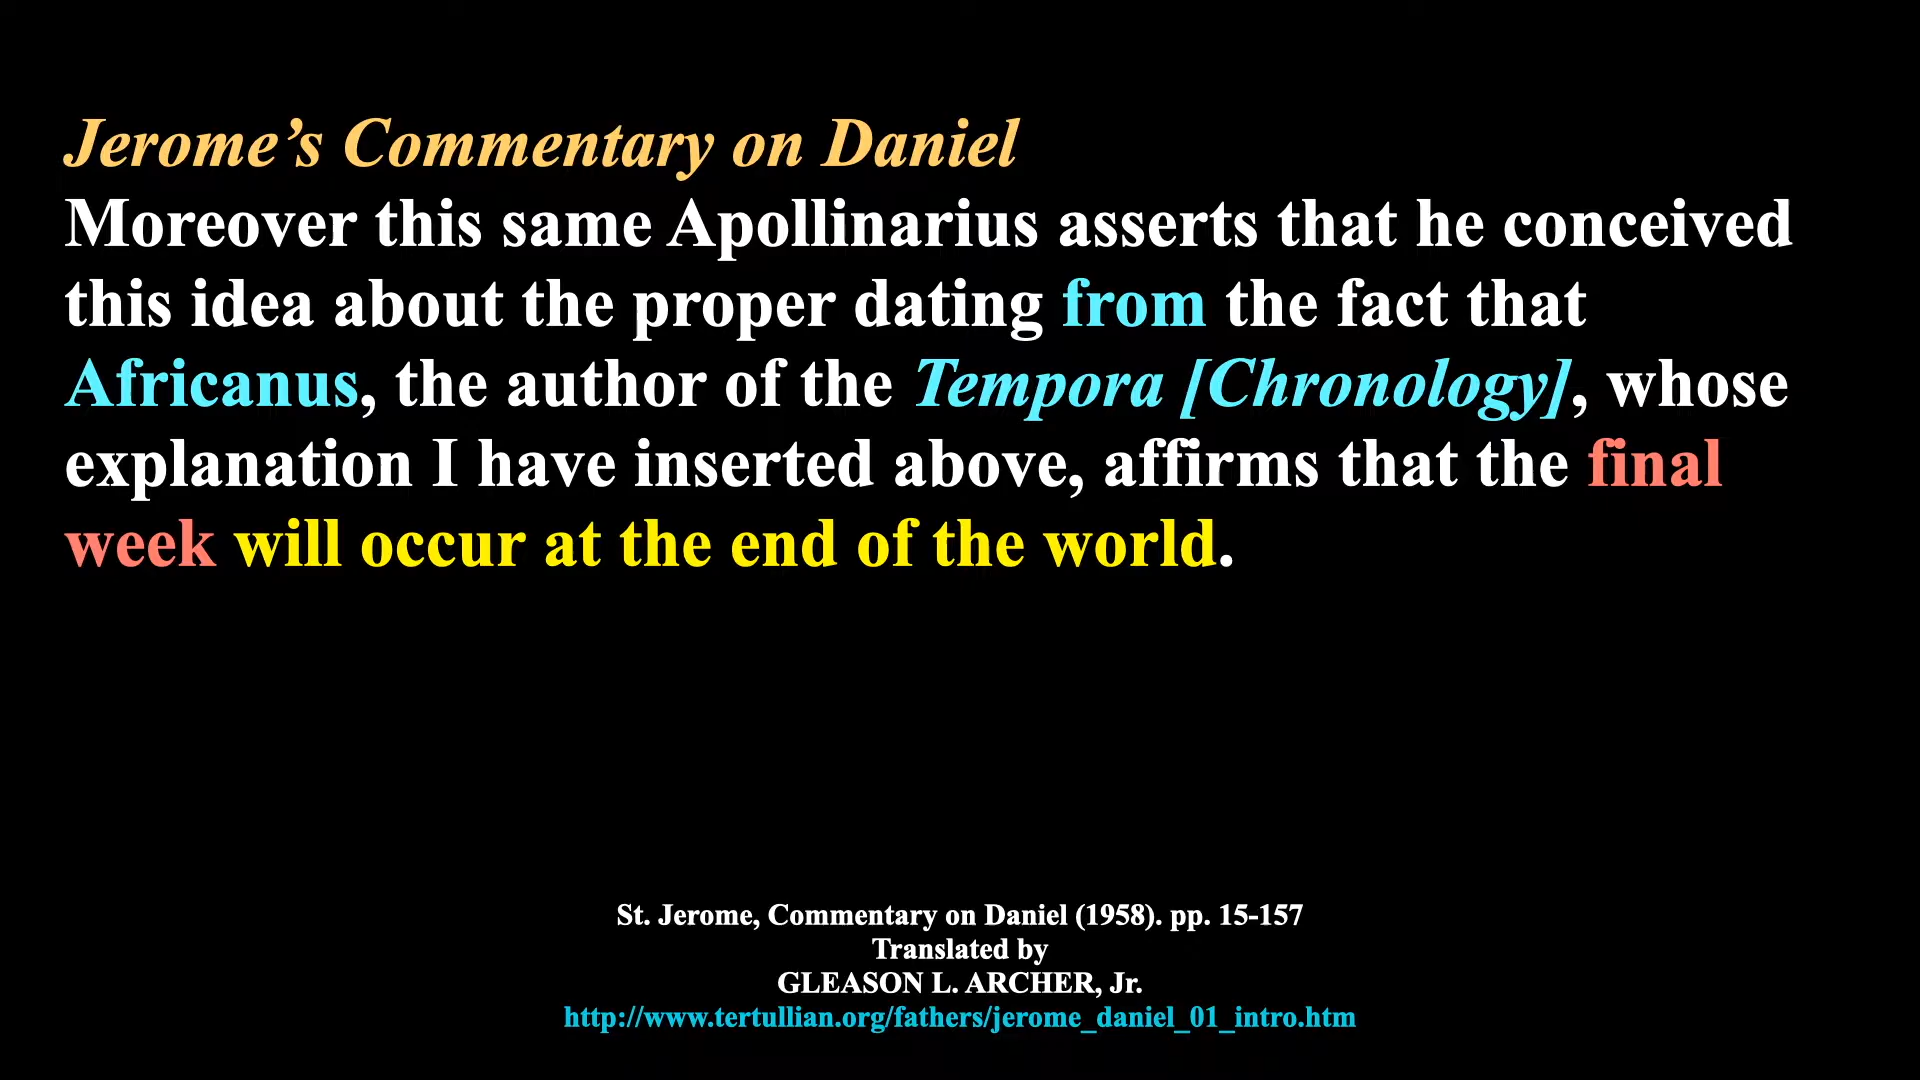 Jerome’s Commentary on Daniel
Moreover this same Apollinarius asserts that he conceived
this idea about the proper dating from the fact that
Africanus, the author of the Tempora [Chronology], whose
explanation I have inserted above, affirms that the final
week will occur at the end of the world.
St. Jerome, Commentary on Daniel (1958). pp. 15-157
Translated by
GLEASON L. ARCHER, Jr.
http://www.tertullian.org/fathers/jerome_daniel_01_intro.htm